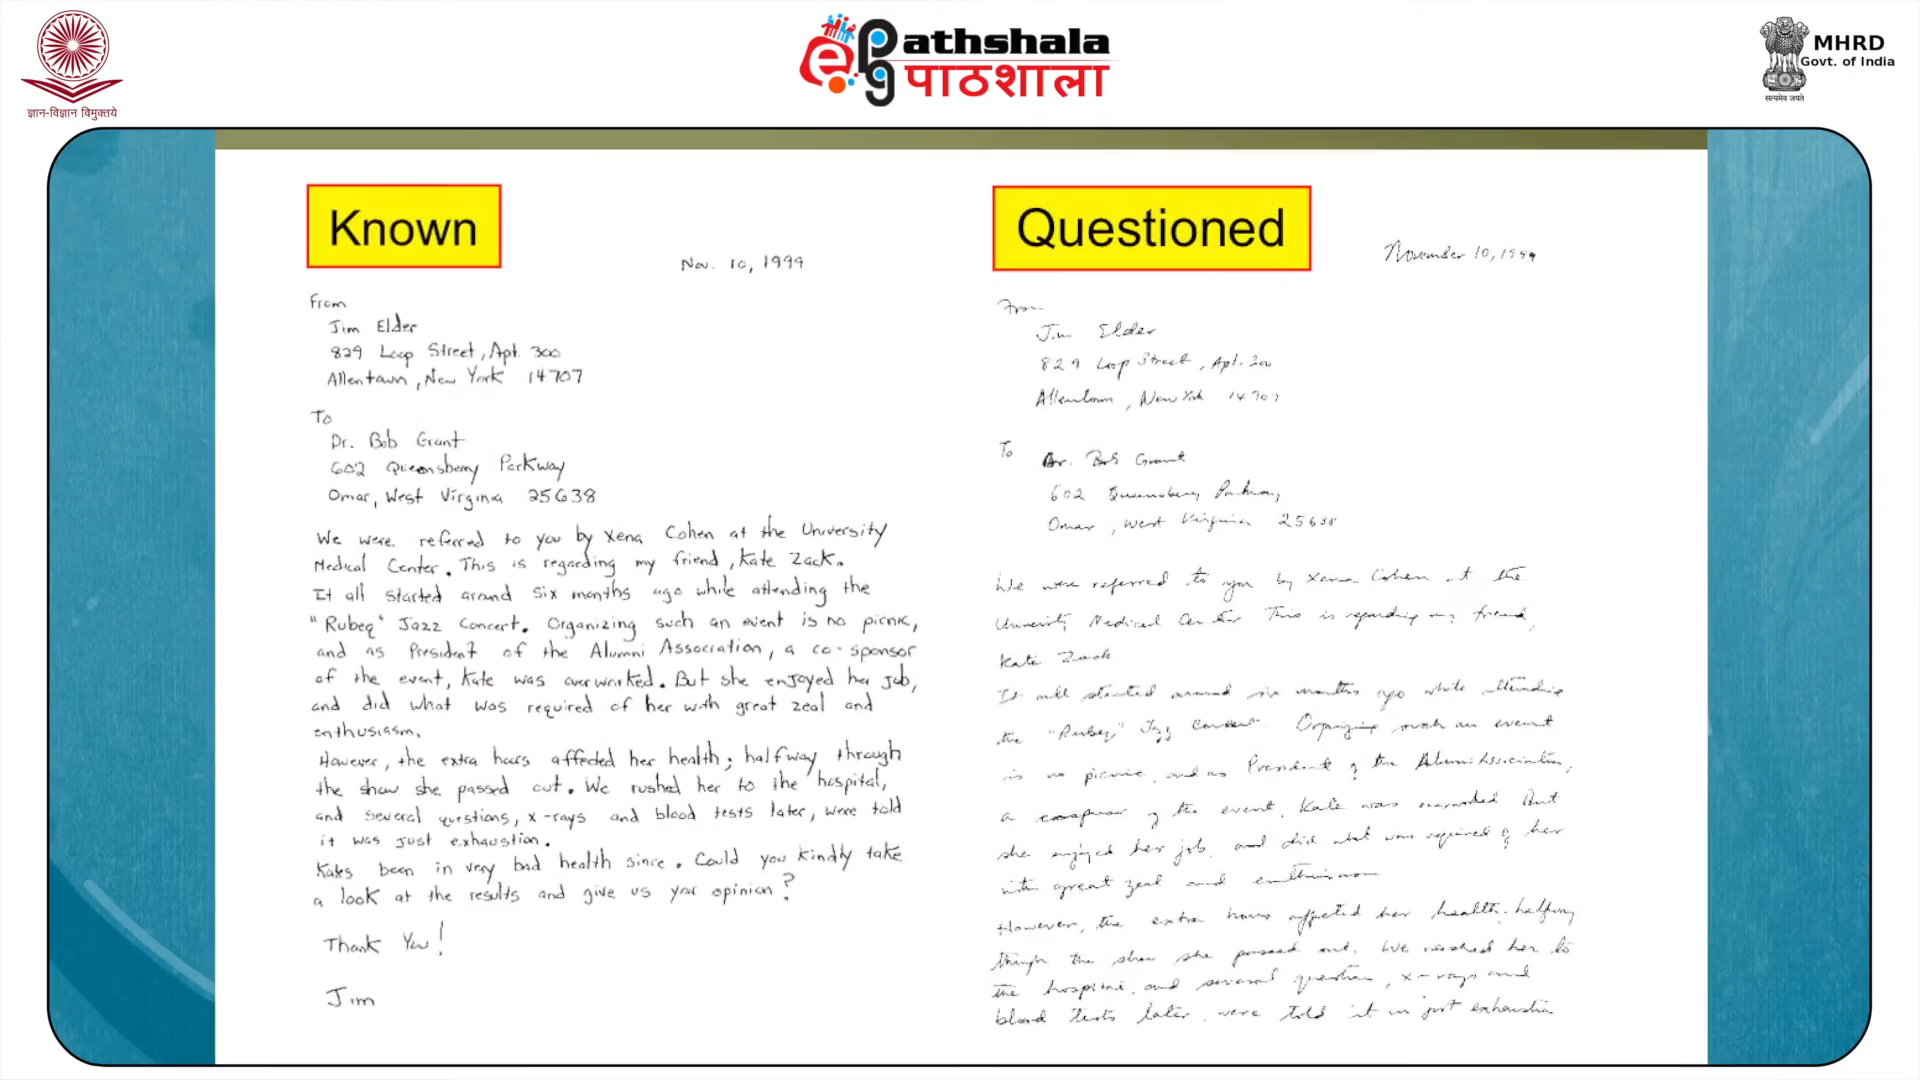 ज्ञान-विज्ञान विमुक्तये
ePG Pathshala
पाठशाला
MHRD
Govt. of India
सत्यमेव जयते
Known
Nov. 10, 1999
From
Jim Elder
829 Loop Street, Apt. 300
Allentown, New York 14707
To
Dr. Bob Grant
602 Queensberry Parkway
Omar, West Virginia 25638
We were referred to you by Xena Cohen at the University
Medical Center. This is regarding my friend, Kate Zack.
It all started around six months ago while attending the
"Rubeq" Jazz Concert. Organizing such an event is no picnic,
and as President of the Alumni Association, a co-sponsor
of the event, Kate was overworked. But she enjoyed her job,
and did what was required of her with great zeal and
enthusiasm.
However, the extra hours affected her health; halfway through
the show she passed out. We rushed her to the hospital,
and several questions, x-rays and blood tests later, were told
it was just exhaustion.
Kates been in very bad health since. Could you kindly take
a look at the results and give us your opinion?
Thank You!
Jim
Questioned
November 10, 1999
From
Jim Elder
829 Loop Street, Apt. 300
Allentown, New York 14707
To
Dr. Bob Grant
602 Queensberry Parkway
Omar, West Virginia 25638
We were referred to you by Xena Cohen at the
University Medical Center This is regarding my friend,
Kate Zack
It all started around six months ago while attending
the "Rubeq" Jazz Concert. Organizing such an event
is no picnic, and as President of the Alumni Association,
a cosponsor of the event, Kate was overworked But
she enjoyed her job, and did what was required of her
with great zeal and enthusiasm
However, the extra hours affected her health, halfway
through the show she passed out. We rushed her to
the hospital, and several questions, x-rays and
blood tests later, were told it was just exhaustion